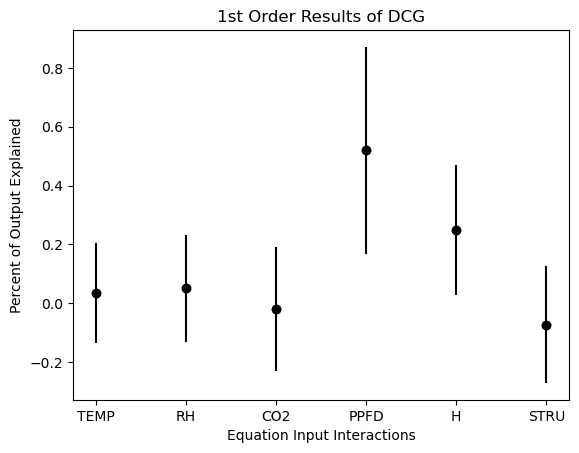 1st Order Results of DCG
Percent of Output Explained
0.8
0.6
0.4
0.2
0.0
−0.2
TEMP RH CO2 PPFD H STRU
Equation Input Interactions